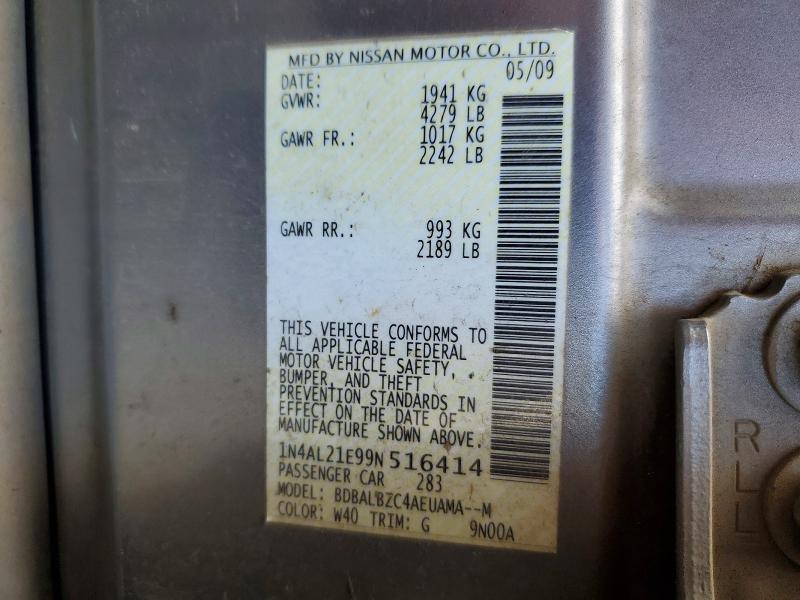 MFD BY NISSAN MOTOR CO., LTD.
DATE: 05/09
GVWR: 1941 KG
4279 LB
GAWR FR.: 1017 KG
2242 LB
GAWR RR.: 993 KG
2189 LB
THIS VEHICLE CONFORMS TO
ALL APPLICABLE FEDERAL
MOTOR VEHICLE SAFETY,
BUMPER, AND THEFT
PREVENTION STANDARDS IN
EFFECT ON THE DATE OF
MANUFACTURE SHOWN ABOVE.
1N4AL21E99N516414
PASSENGER CAR 283
MODEL: BDBALBZC4AEUAMA--M
COLOR: W40 TRIM: G 9N00A
RLL